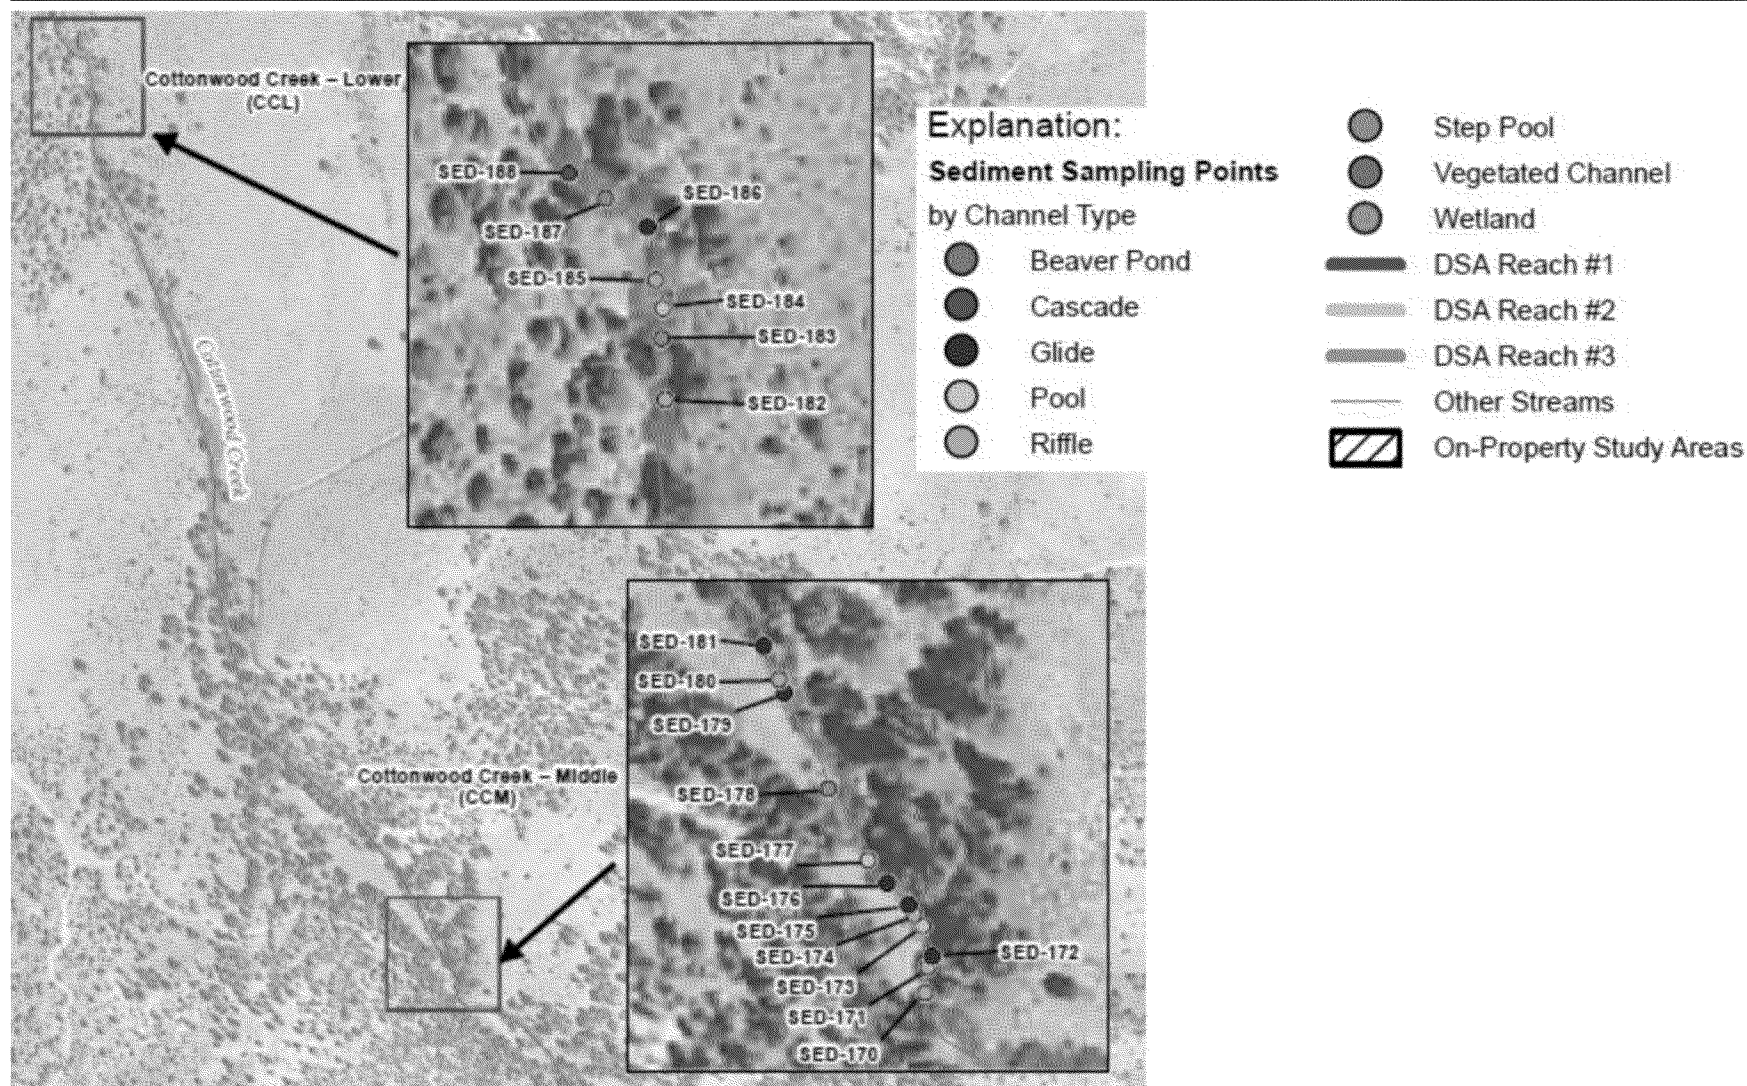 Cottonwood Creek – Lower
(CCL)
SED-188
SED-186
SED-187
SED-185
SED-184
SED-183
SED-182
Explanation:
Sediment Sampling Points
by Channel Type
Beaver Pond
Cascade
Glide
Pool
Riffle
Step Pool
Vegetated Channel
Wetland
DSA Reach #1
DSA Reach #2
DSA Reach #3
Other Streams
On-Property Study Areas
Cottonwood Creek
SED-181
SED-180
SED-179
SED-178
Cottonwood Creek – Middle
(CCM)
SED-177
SED-176
SED-175
SED-174
SED-172
SED-173
SED-171
SED-170